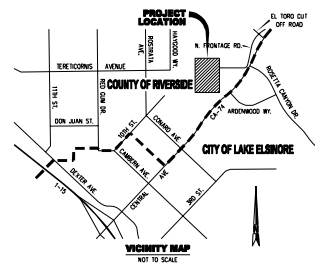 PROJECT
LOCATION
EL TORO CUT
OFF ROAD
N. FRONTAGE RD.
ROSTRATA
AVE.
HAYGOOD WY.
TERETICORNIS AVENUE
COUNTY OF RIVERSIDE
11TH ST.
RED GUM DR.
DON JUAN ST.
ROSETTA CANYON DR.
ARDENWOOD WY.
CA-74
10TH ST.
CONARD AVE.
CITY OF LAKE ELSINORE
CAMBERN AVE.
DEXTER AVE.
I-15
CENTRAL AVE
3RD ST.
VICINITY MAP
NOT TO SCALE